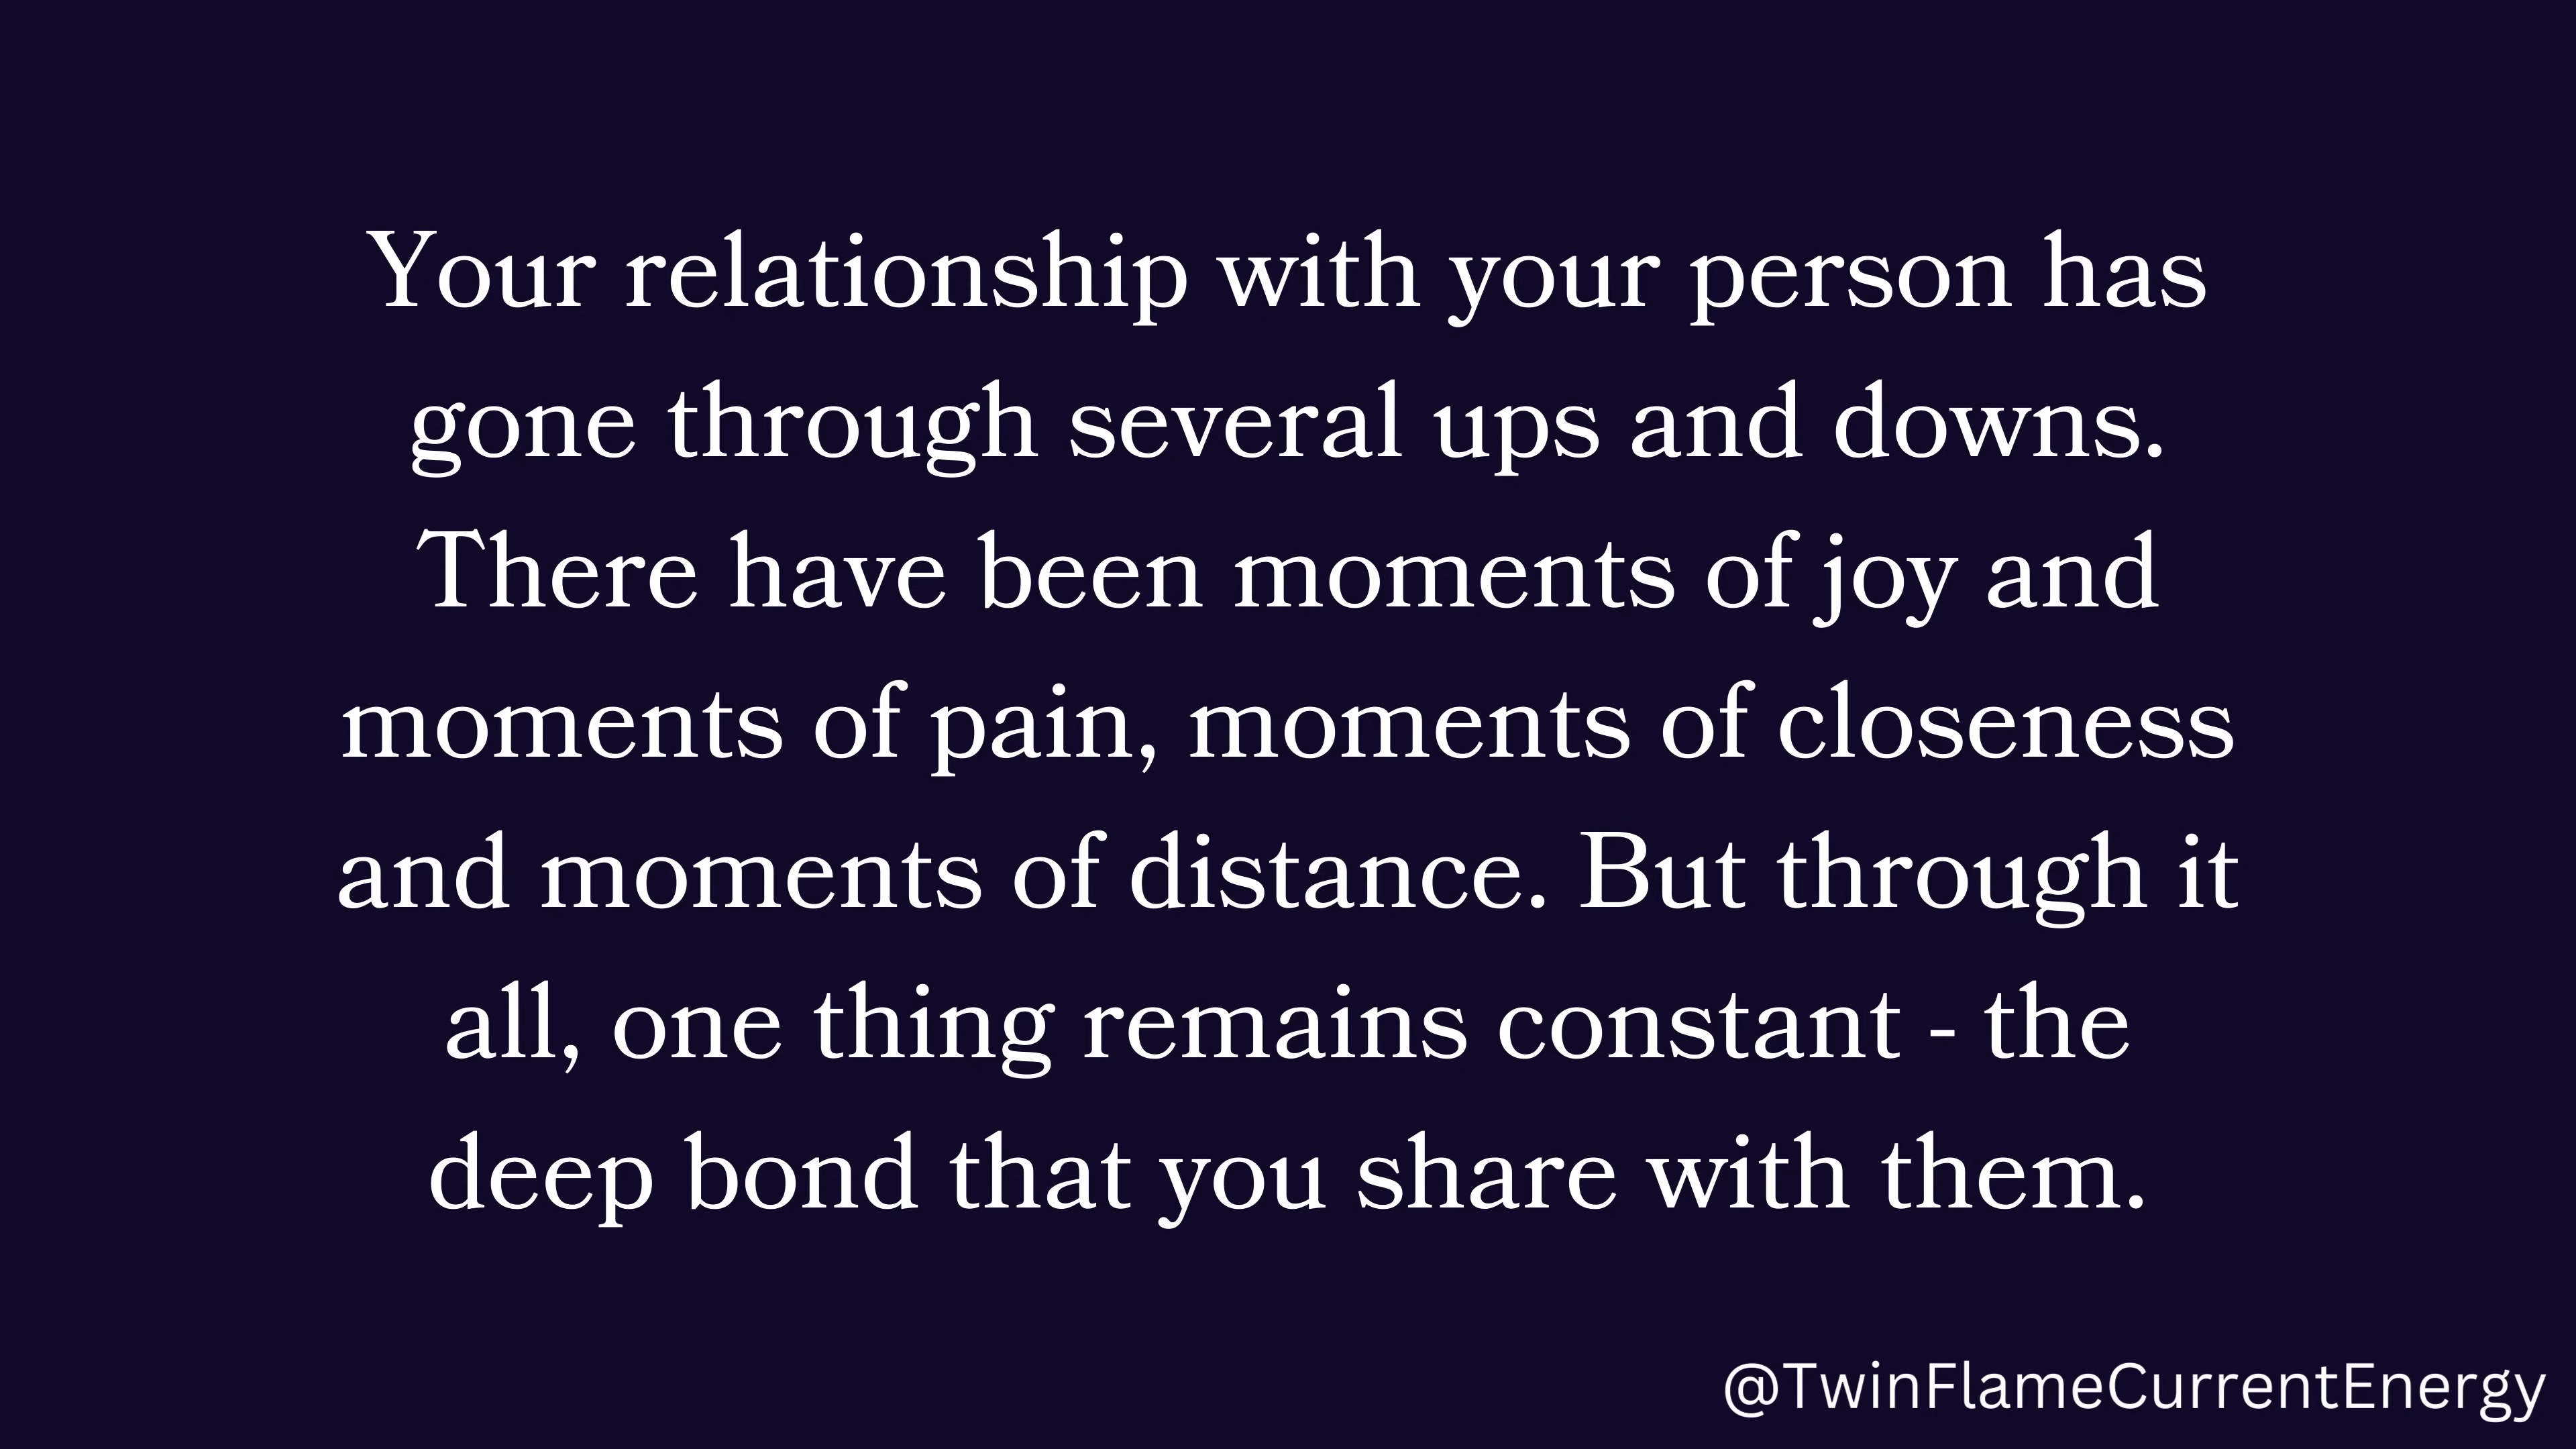 Your relationship with your person has
gone through several ups and downs.
There have been moments of joy and
moments of pain, moments of closeness
and moments of distance. But through it
all, one thing remains constant - the
deep bond that you share with them.
@TwinFlameCurrentEnergy